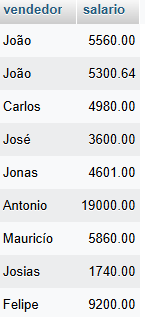 vendedor salario
João 5560.00
João 5300.64
Carlos 4980.00
José 3600.00
Jonas 4601.00
Antonio 19000.00
Mauricío 5860.00
Josias 1740.00
Felipe 9200.00